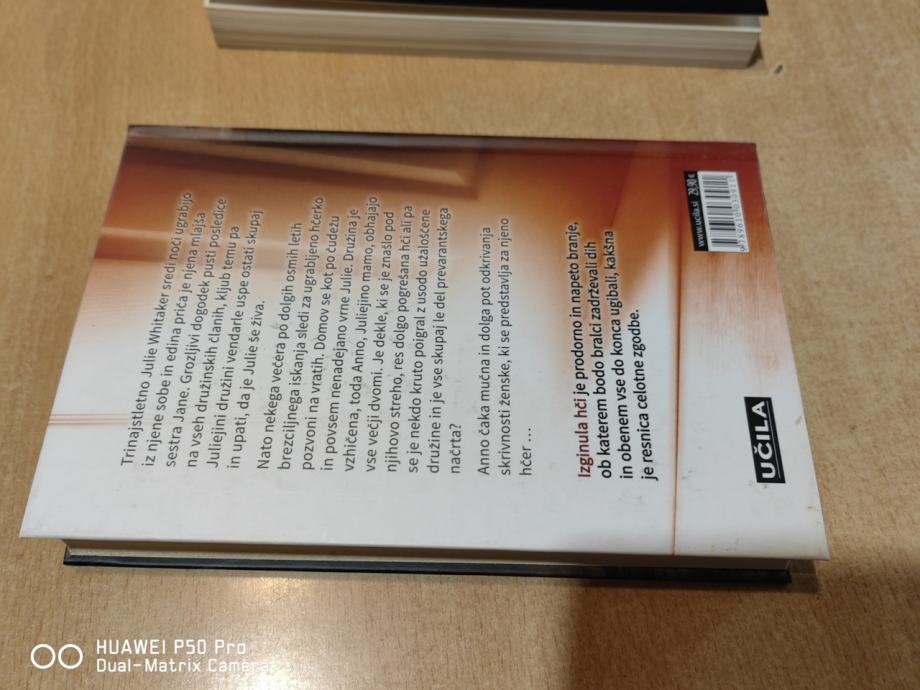 Trinajstletno Julie Whitaker sredi noči ugrabijo
iz njene sobe in edina priča je njena mlajša
sestra Jane. Grozljivi dogodek pusti posledice
na vseh družinskih članih, kljub temu pa
Juliejini družini vendarle uspe ostati skupaj
in upati, da je Julie še živa.
Nato nekega večera po dolgih osmih letih
brezciljnega iskanja sledi za ugrabljeno hčerko
pozvoni na vratih. Domov se kot po čudežu
in povsem nenadejano vrne Julie. Družina je
vzhičena, toda Anno, Juliejino mamo, obhajajo
vse večji dvomi. Je dekle, ki se je znašlo pod
njihovo streho, res dolgo pogrešana hči ali pa
se je nekdo kruto poigral z usodo užaloščene
družine in je vse skupaj le del prevarantskega
načrta?
Anno čaka mučna in dolga pot odkrivanja
skrivnosti ženske, ki se predstavlja za njeno
hčer ...
Izginula hči je prodorno in napeto branje,
ob katerem bodo bralci zadrževali dih
in obenem vse do konca ugibali, kakšna
je resnica celotne zgodbe.
UČILA
www.ucila.si 29,90 €
HUAWEI P50 Pro
Dual-Matrix Camera